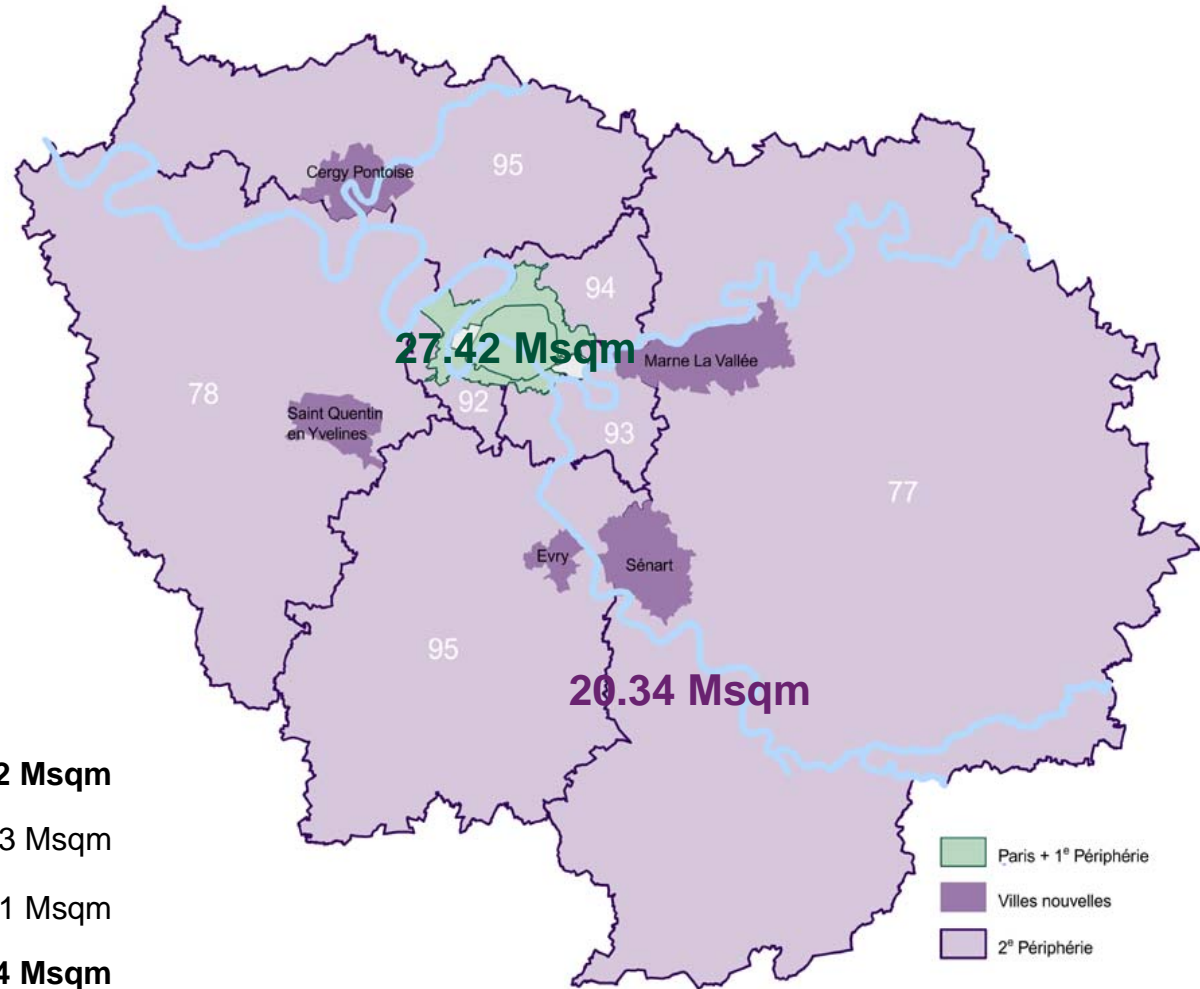 Cergy Pontoise
95
94
27.42 Msqm
Marne La Vallée
78
92
Saint Quentin
en Yvelines
93
77
Evry
Sénart
95
20.34 Msqm
2 Msqm
3 Msqm
1 Msqm
4 Msqm
Paris + 1e Périphérie
Villes nouvelles
2e Périphérie